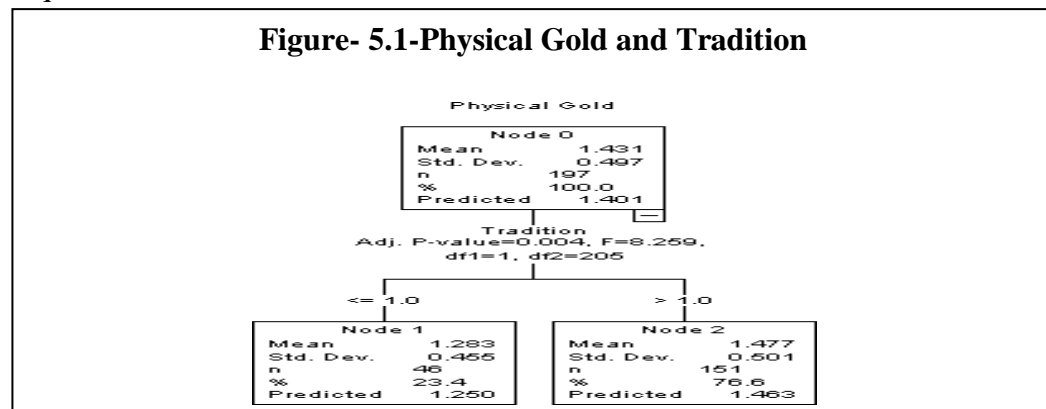 Figure- 5.1-Physical Gold and Tradition
Physical Gold
Node 0
Mean 1.431
Std. Dev. 0.497
n 197
% 100.0
Predicted 1.401
Tradition
Adj. P-value=0.004, F=8.259,
df1=1, df2=205
<= 1.0
> 1.0
Node 1
Mean 1.283
Std. Dev. 0.455
n 46
% 23.4
Predicted 1.250
Node 2
Mean 1.477
Std. Dev. 0.501
n 151
% 76.6
Predicted 1.463